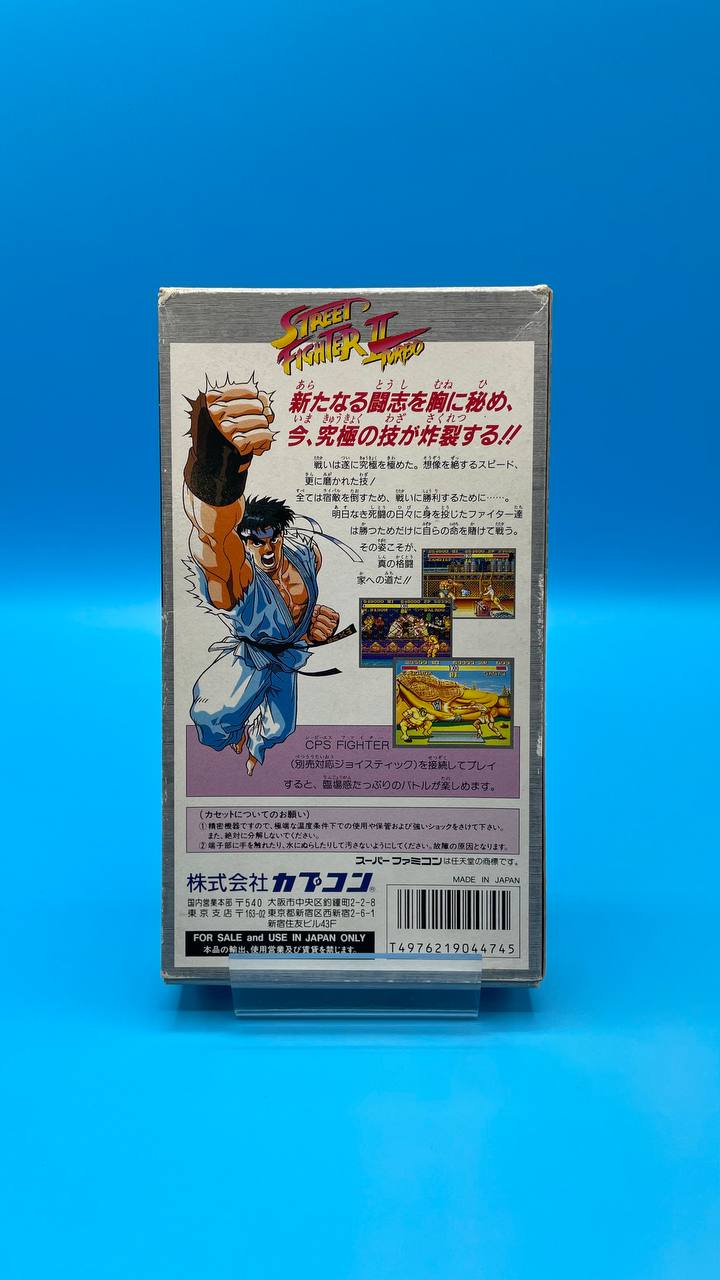 STREET
FIGHTER II TURBO
新たなる闘志を胸に秘め、
今、究極の技が炸裂する!!
戦いは遂に究極を極めた。想像を絶するスピード、
更に磨かれた技!
全ては宿敵を倒すため、戦いに勝利するために……。
明日なき死闘の日々に身を投じたファイター達
は勝つためだけに自らの命を賭けて戦う。
その姿こそが、
真の格闘
家への道だ!!
CPS FIGHTER
(別売対応ジョイスティック)を接続してプレイ
すると、臨場感たっぷりのバトルが楽しめます。
(カセットについてのお願い)
①精密機器ですので、極端な温度条件下での使用や保管および強いショックをさけて下さい。
また、絶対に分解しないでください。
②端子部に手を触れたり、水にぬらしたりして汚さないようにしてください。故障の原因となります。
スーパーファミコンは任天堂の商標です。
株式会社カプコン®
MADE IN JAPAN
国内営業本部 〒540 大阪市中央区釣鐘町2-2-8
東京支店 〒163-02 東京都新宿区西新宿2-6-1
新宿住友ビル43F
FOR SALE and USE IN JAPAN ONLY
本品の輸出、使用営業及び賃貸を禁じます。
T4976219044745